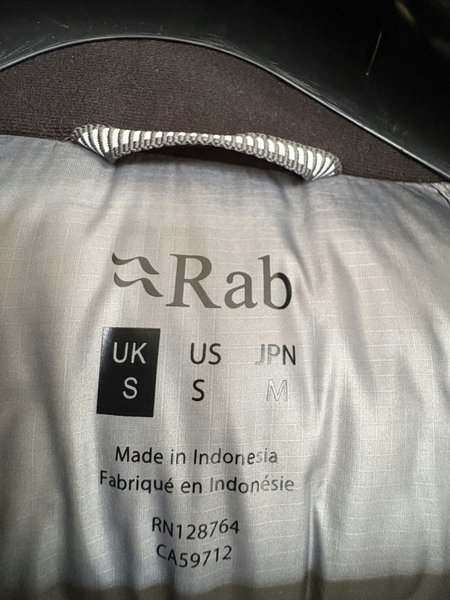 Rab
UK US JPN
S S M
Made in Indonesia
Fabriqué en Indonésie
RN128764
CA59712